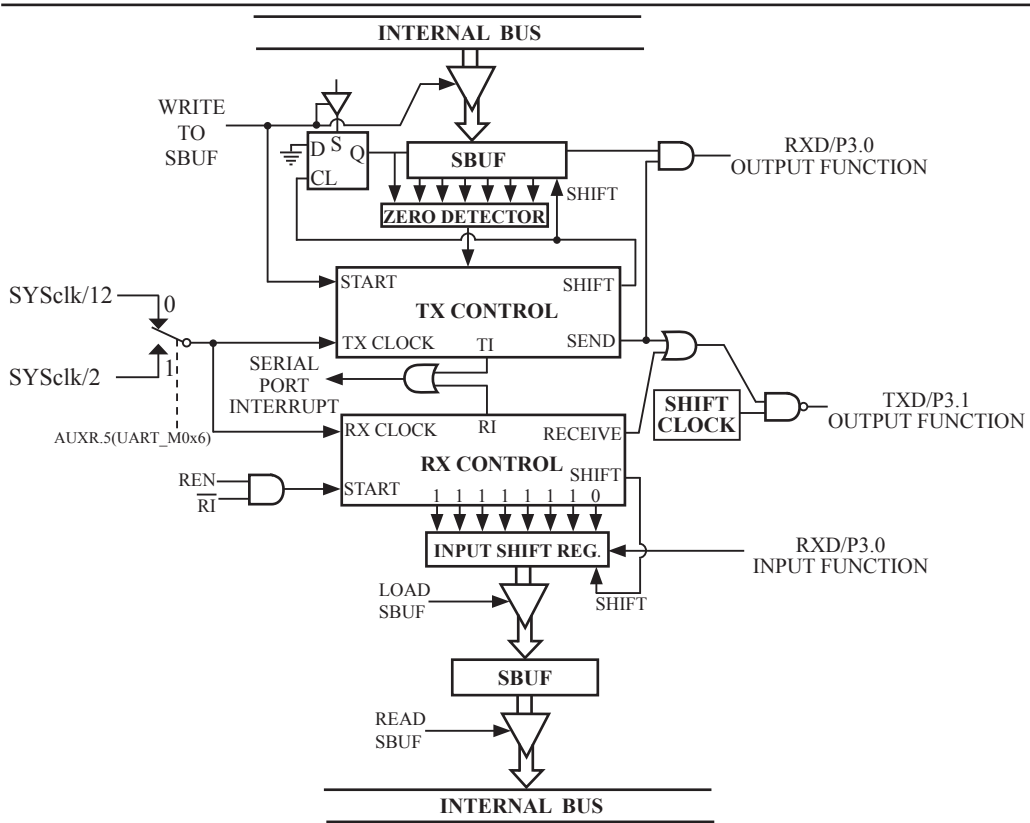 INTERNAL BUS
WRITE
TO
SBUF
D S Q
CL
SBUF
RXD/P3.0
OUTPUT FUNCTION
SHIFT
ZERO DETECTOR
START
SHIFT
TX CONTROL
TX CLOCK
TI
SEND
SYSclk/12
0
SYSclk/2
1
AUXR.5(UART_M0x6)
SERIAL
PORT
INTERRUPT
SHIFT
CLOCK
TXD/P3.1
OUTPUT FUNCTION
RX CLOCK
RI
RECEIVE
RX CONTROL
SHIFT
START
REN
R̅I̅
1 1 1 1 1 1 1 0
INPUT SHIFT REG.
RXD/P3.0
INPUT FUNCTION
LOAD
SBUF
SHIFT
SBUF
READ
SBUF
INTERNAL BUS